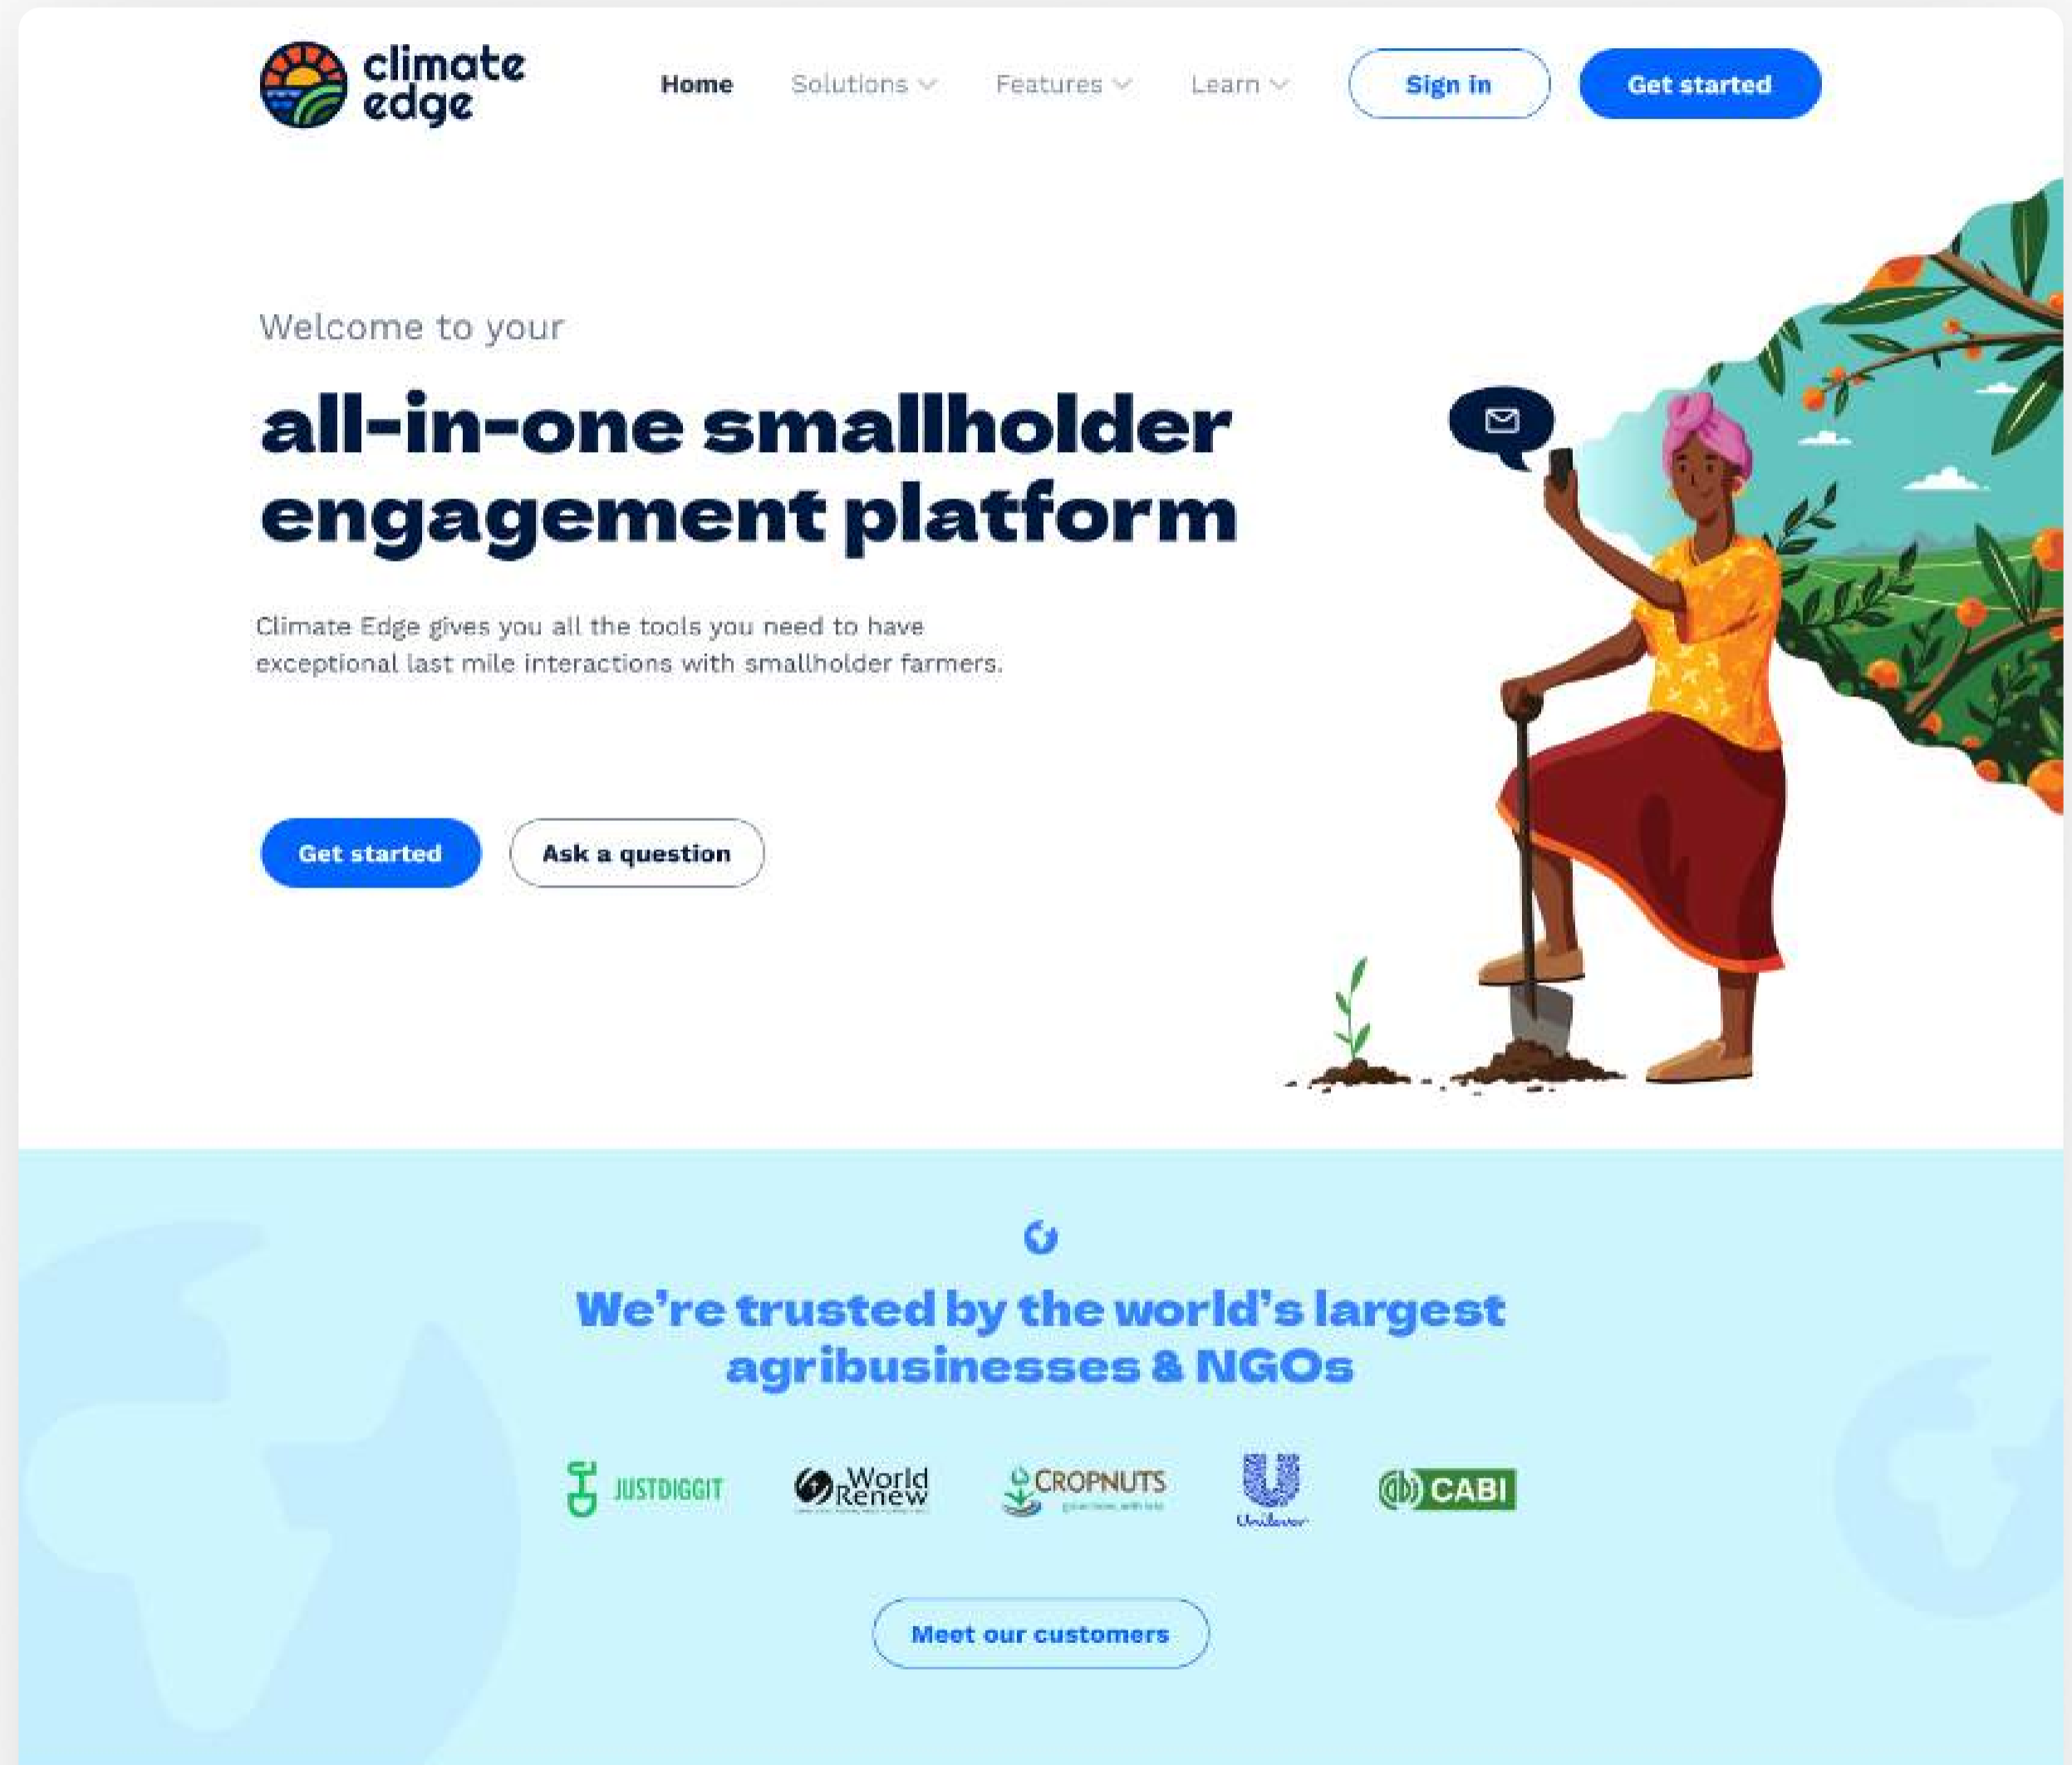 climate
edge
Home
Solutions
Features
Learn
Sign in
Get started
Welcome to your
all-in-one smallholder
engagement platform
Climate Edge gives you all the tools you need to have
exceptional last mile interactions with smallholder farmers.
Get started
Ask a question
We're trusted by the world's largest
agribusinesses & NGOs
JUSTDIGGIT
World
Renew
CROPNUTS
Unilever
CABI
Meet our customers